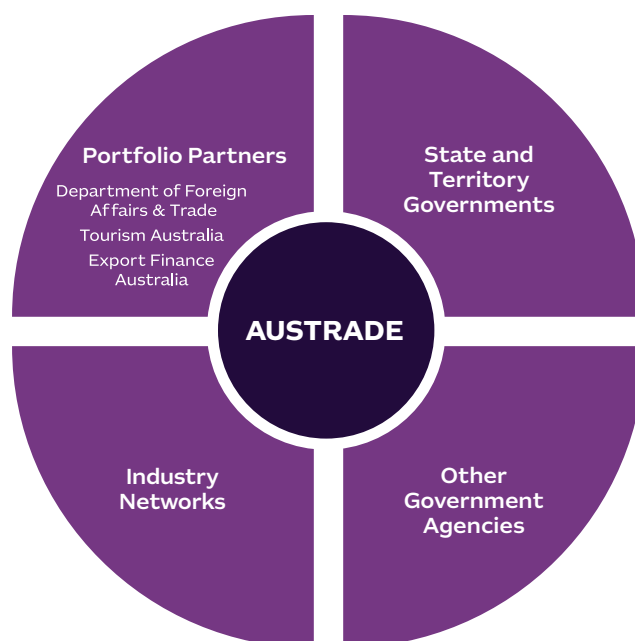 Portfolio Partners
Department of Foreign
Affairs & Trade
Tourism Australia
Export Finance
Australia
State and
Territory
Governments
AUSTRADE
Industry
Networks
Other
Government
Agencies